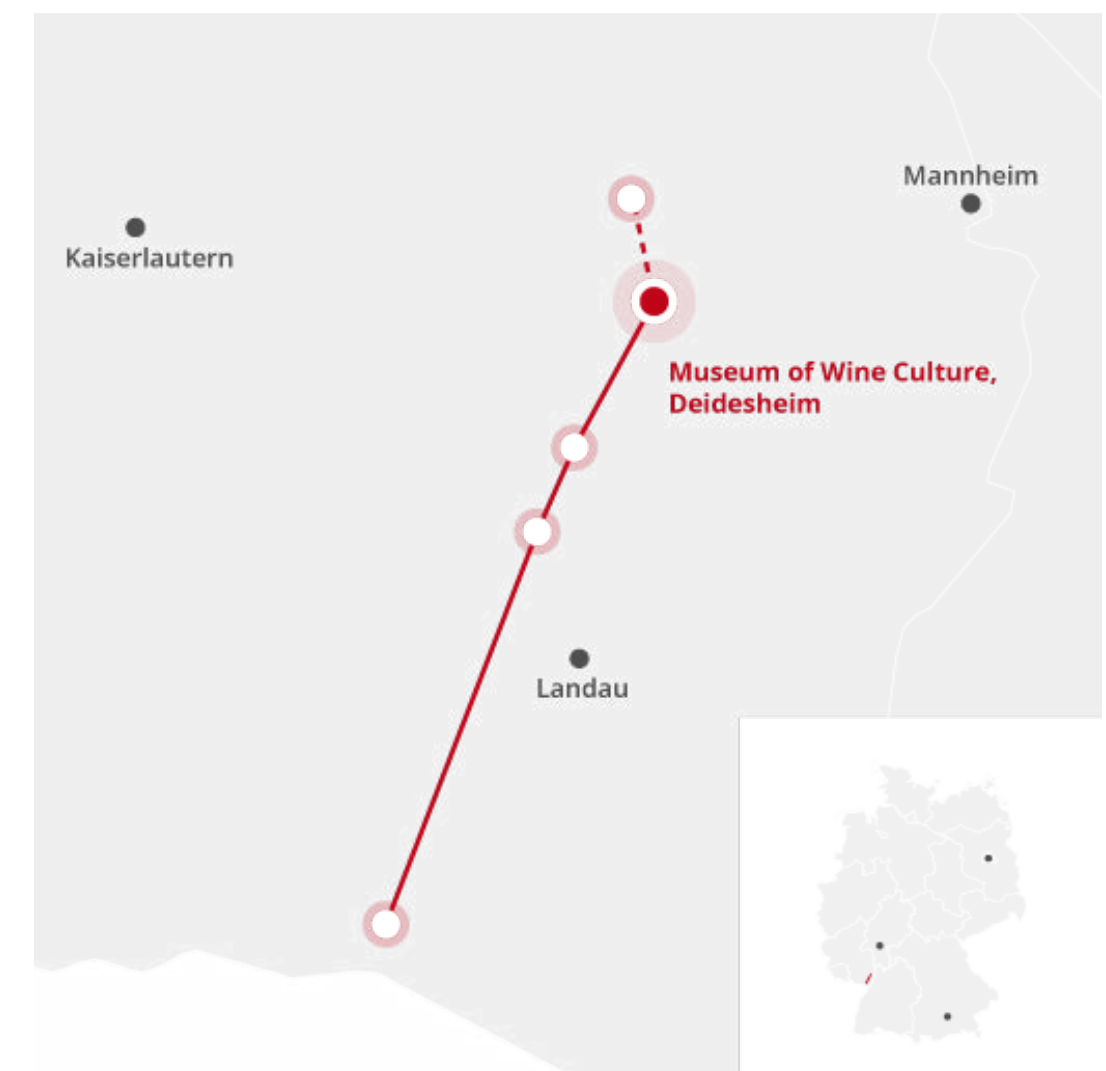 Mannheim
Kaiserlautern
Museum of Wine Culture,
Deidesheim
Landau